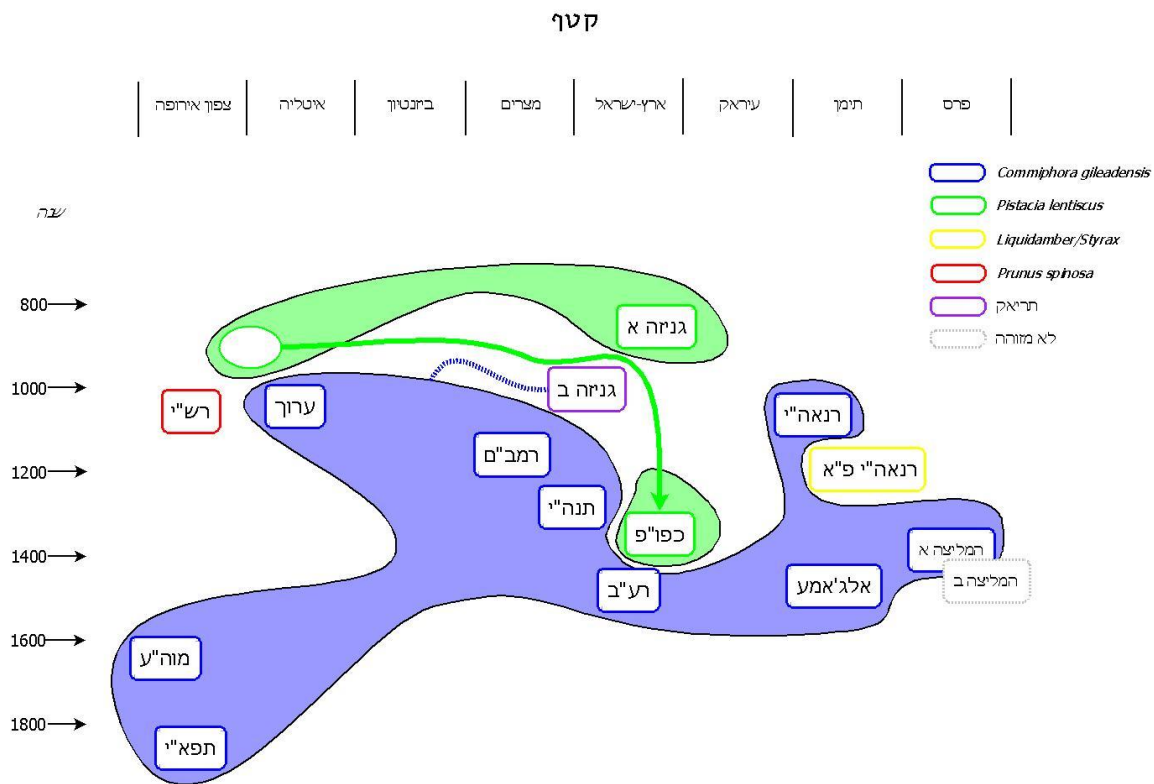 קטף
צפון אירופה
איטליה
ביזנטיון
מצרים
ארץ-ישראל
עיראק
תימן
פרס
Commiphora gileadensis
Pistacia lentiscus
Liquidamber/Styrax
Prunus spinosa
תריאק
לא מזוהה
שנה
800
1000
1200
1400
1600
1800
גניזה א
גניזה ב
רש"י
ערוך
רנאה"י
רמב"ם
רנאה"י פ"א
תנה"י
כפו"פ
המליצה א
המליצה ב
רע"ב
אלג'אמע
מוה"ע
תפא"י